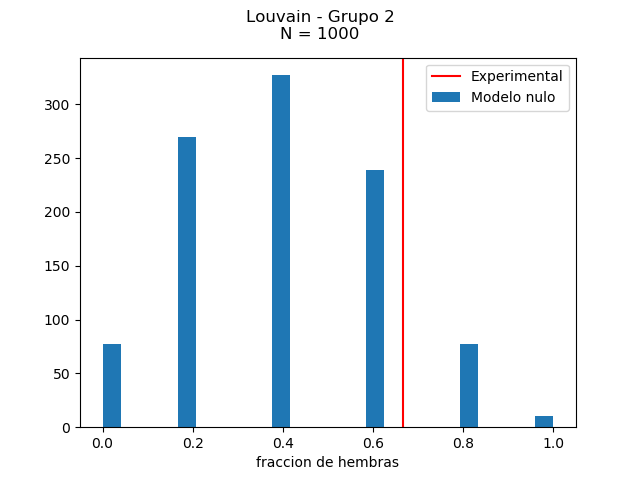 Louvain - Grupo 2
N = 1000
Experimental
Modelo nulo
300
250
200
150
100
50
0
0.0 0.2 0.4 0.6 0.8 1.0
fraccion de hembras